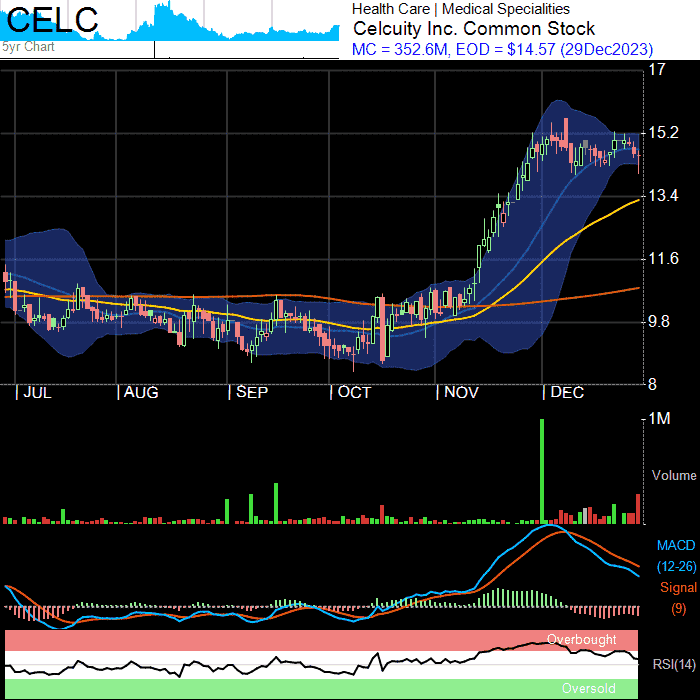 CELC
5yr Chart
Health Care | Medical Specialities
Celcuity Inc. Common Stock
MC = 352.6M, EOD = $14.57 (29Dec2023)
17
15.2
13.4
11.6
9.8
8
JUL AUG SEP OCT NOV DEC
1M
Volume
MACD
(12-26)
Signal
(9)
Overbought
RSI(14)
Oversold